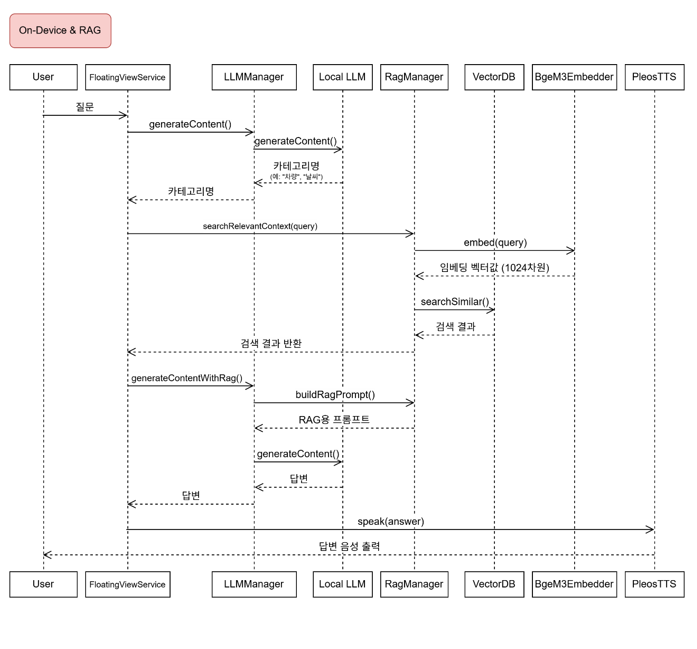 On-Device & RAG
User
FloatingViewService
LLMManager
Local LLM
RagManager
VectorDB
BgeM3Embedder
PleosTTS
질문
generateContent()
generateContent()
카테고리명
(예: "차량", "날씨")
카테고리명
searchRelevantContext(query)
embed(query)
임베딩 벡터값 (1024차원)
searchSimilar()
검색 결과
검색 결과 반환
generateContentWithRag()
buildRagPrompt()
RAG용 프롬프트
generateContent()
답변
답변
speak(answer)
답변 음성 출력
User
FloatingViewService
LLMManager
Local LLM
RagManager
VectorDB
BgeM3Embedder
PleosTTS